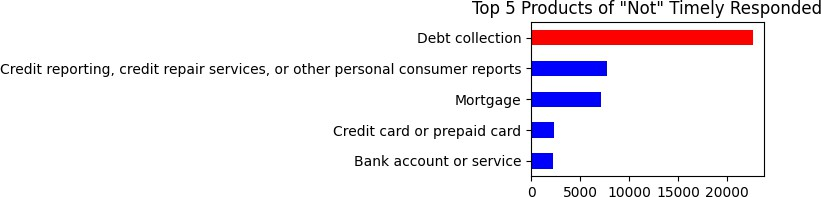 Top 5 Products of "Not" Timely Responded
Debt collection
Credit reporting, credit repair services, or other personal consumer reports
Mortgage
Credit card or prepaid card
Bank account or service
0 5000 10000 15000 20000